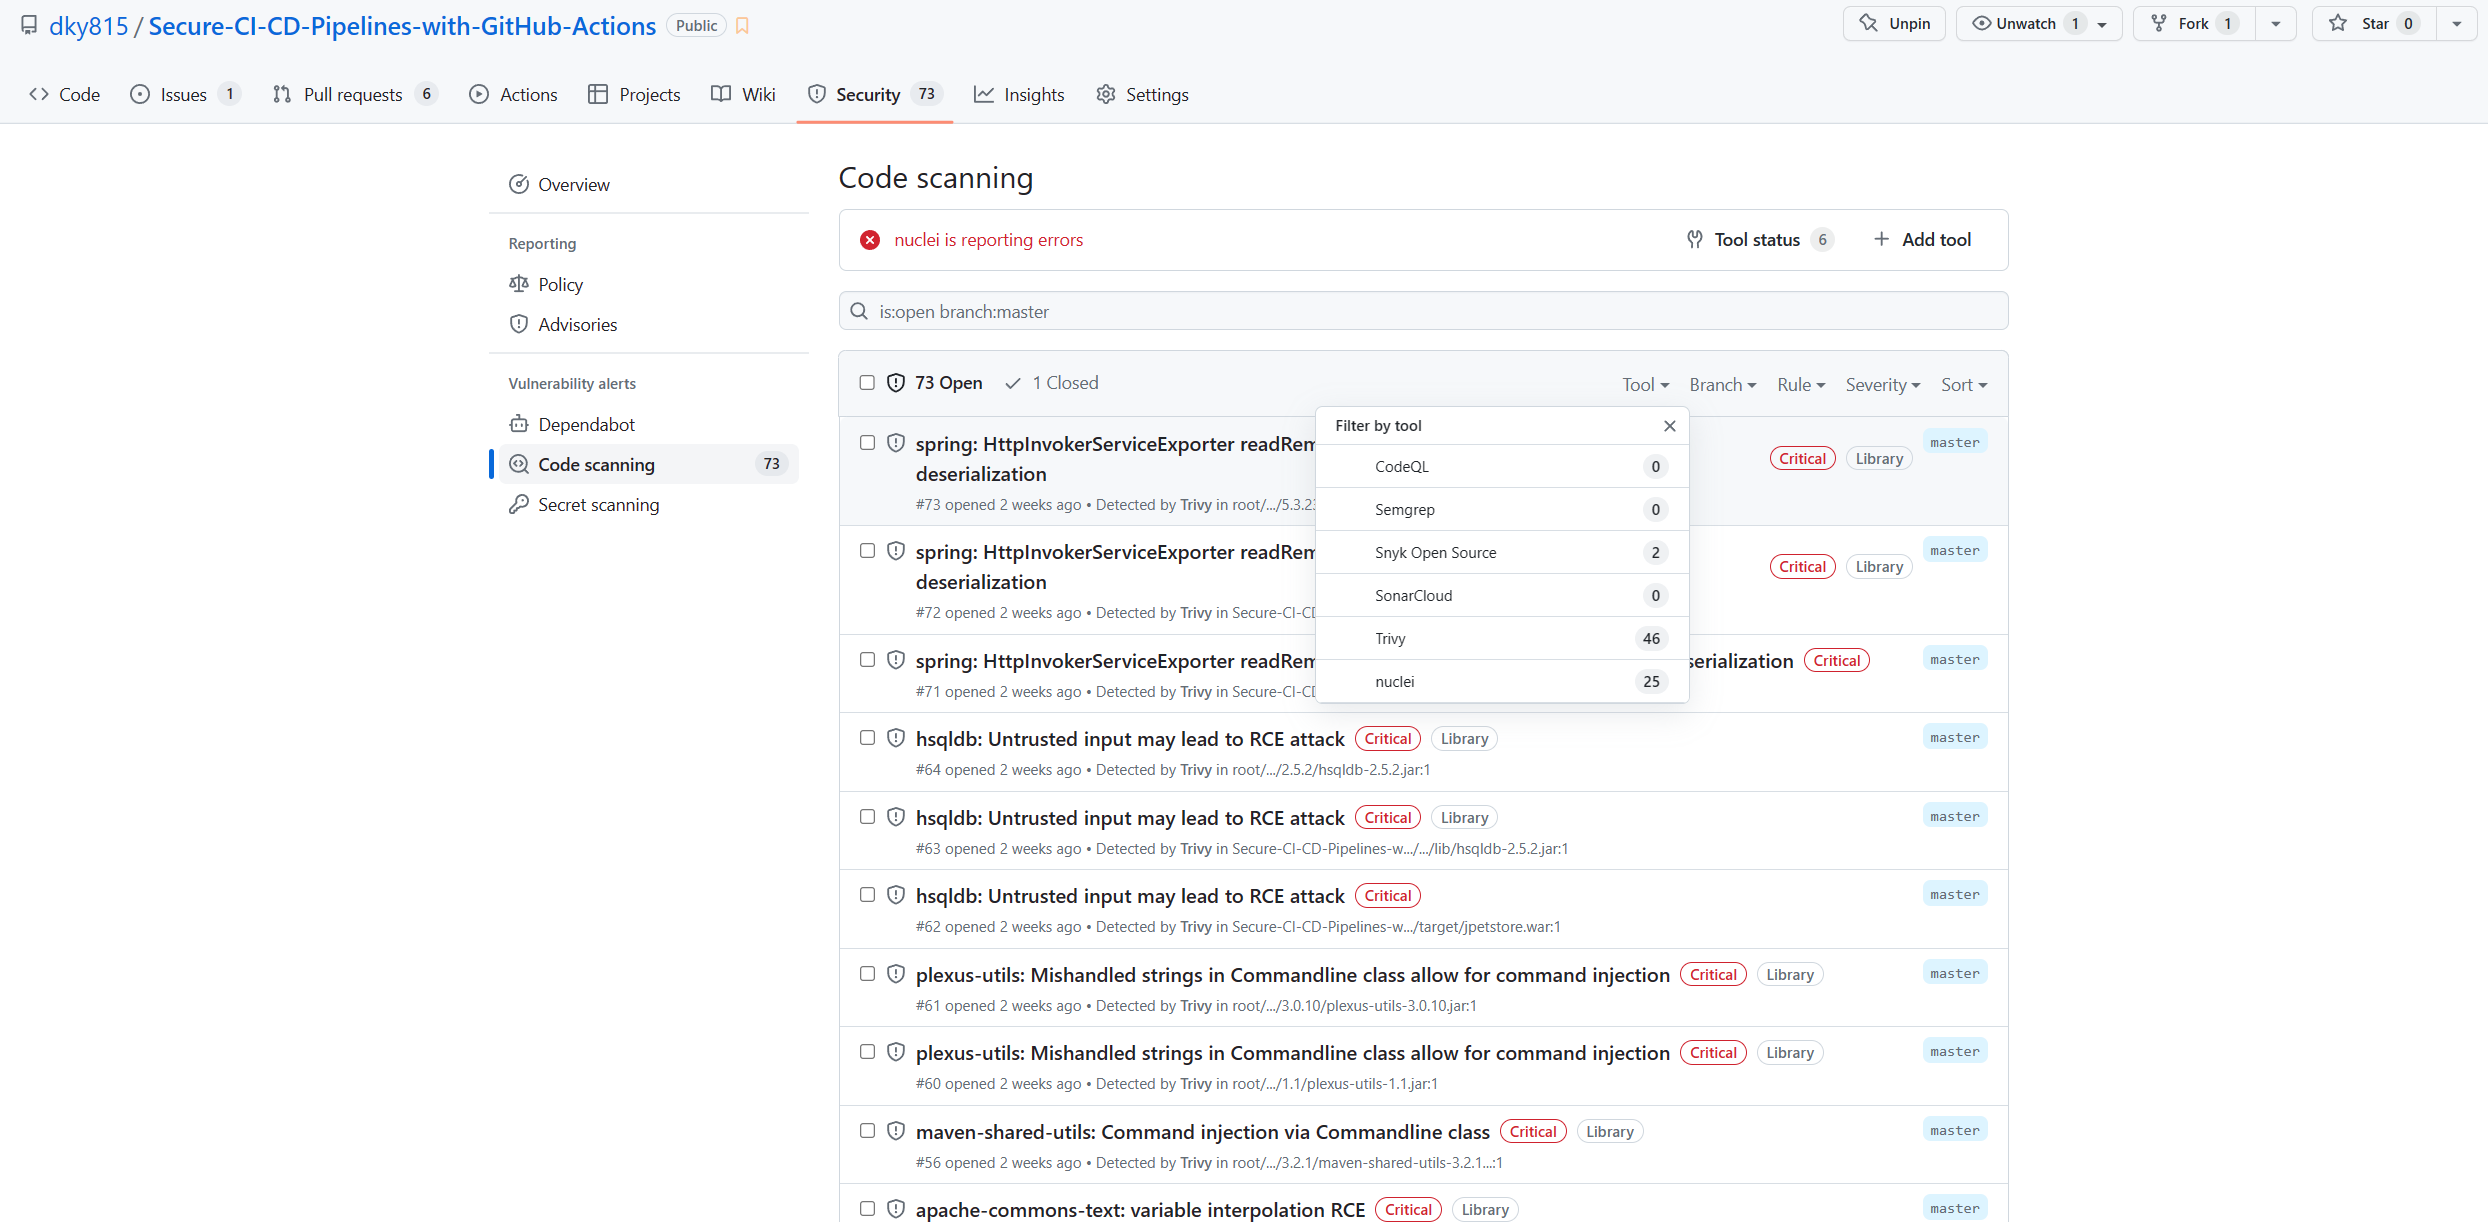 dky815 / Secure-CI-CD-Pipelines-with-GitHub-Actions Public
Unpin Unwatch 1 Fork 1 Star 0
Code Issues 1 Pull requests 6 Actions Projects Wiki Security 73 Insights Settings
Overview
Reporting
Policy
Advisories
Vulnerability alerts
Dependabot
Code scanning 73
Secret scanning
Code scanning
nuclei is reporting errors Tool status 6 Add tool
is:open branch:master
73 Open 1 Closed Tool Branch Rule Severity Sort
Filter by tool
CodeQL 0
Semgrep 0
Snyk Open Source 2
SonarCloud 0
Trivy 46
nuclei 25
spring: HttpInvokerServiceExporter readRem
deserialization Critical Library master
#73 opened 2 weeks ago • Detected by Trivy in root/.../5.3.23
spring: HttpInvokerServiceExporter readRem
deserialization Critical Library master
#72 opened 2 weeks ago • Detected by Trivy in Secure-CI-CD
spring: HttpInvokerServiceExporter readRem serialization Critical master
#71 opened 2 weeks ago • Detected by Trivy in Secure-CI-CD
hsqldb: Untrusted input may lead to RCE attack Critical Library master
#64 opened 2 weeks ago • Detected by Trivy in root/.../2.5.2/hsqldb-2.5.2.jar:1
hsqldb: Untrusted input may lead to RCE attack Critical Library master
#63 opened 2 weeks ago • Detected by Trivy in Secure-CI-CD-Pipelines-w.../.../lib/hsqldb-2.5.2.jar:1
hsqldb: Untrusted input may lead to RCE attack Critical master
#62 opened 2 weeks ago • Detected by Trivy in Secure-CI-CD-Pipelines-w.../target/jpetstore.war:1
plexus-utils: Mishandled strings in Commandline class allow for command injection Critical Library master
#61 opened 2 weeks ago • Detected by Trivy in root/.../3.0.10/plexus-utils-3.0.10.jar:1
plexus-utils: Mishandled strings in Commandline class allow for command injection Critical Library master
#60 opened 2 weeks ago • Detected by Trivy in root/.../1.1/plexus-utils-1.1.jar:1
maven-shared-utils: Command injection via Commandline class Critical Library master
#56 opened 2 weeks ago • Detected by Trivy in root/.../3.2.1/maven-shared-utils-3.2.1...:1
apache-commons-text: variable interpolation RCE Critical Library master